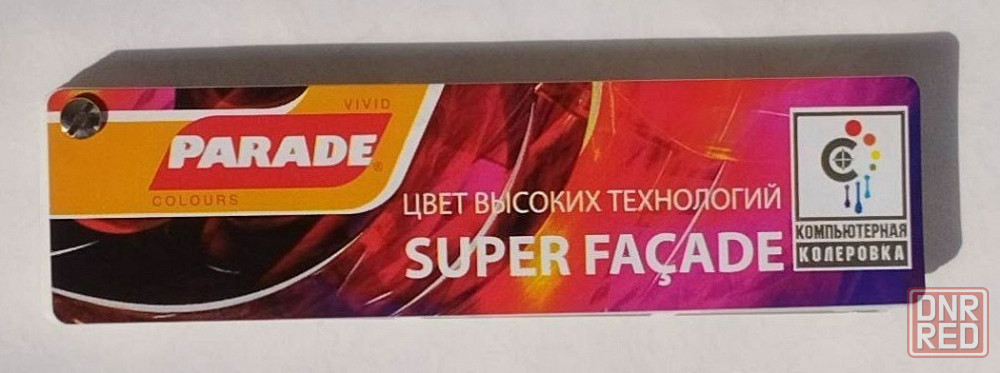 VIVID
PARADE®
COLOURS
ЦВЕТ ВЫСОКИХ ТЕХНОЛОГИЙ
SUPER FAÇADE
КОМПЬЮТЕРНАЯ
КОЛЕРОВКА
DNR
RED